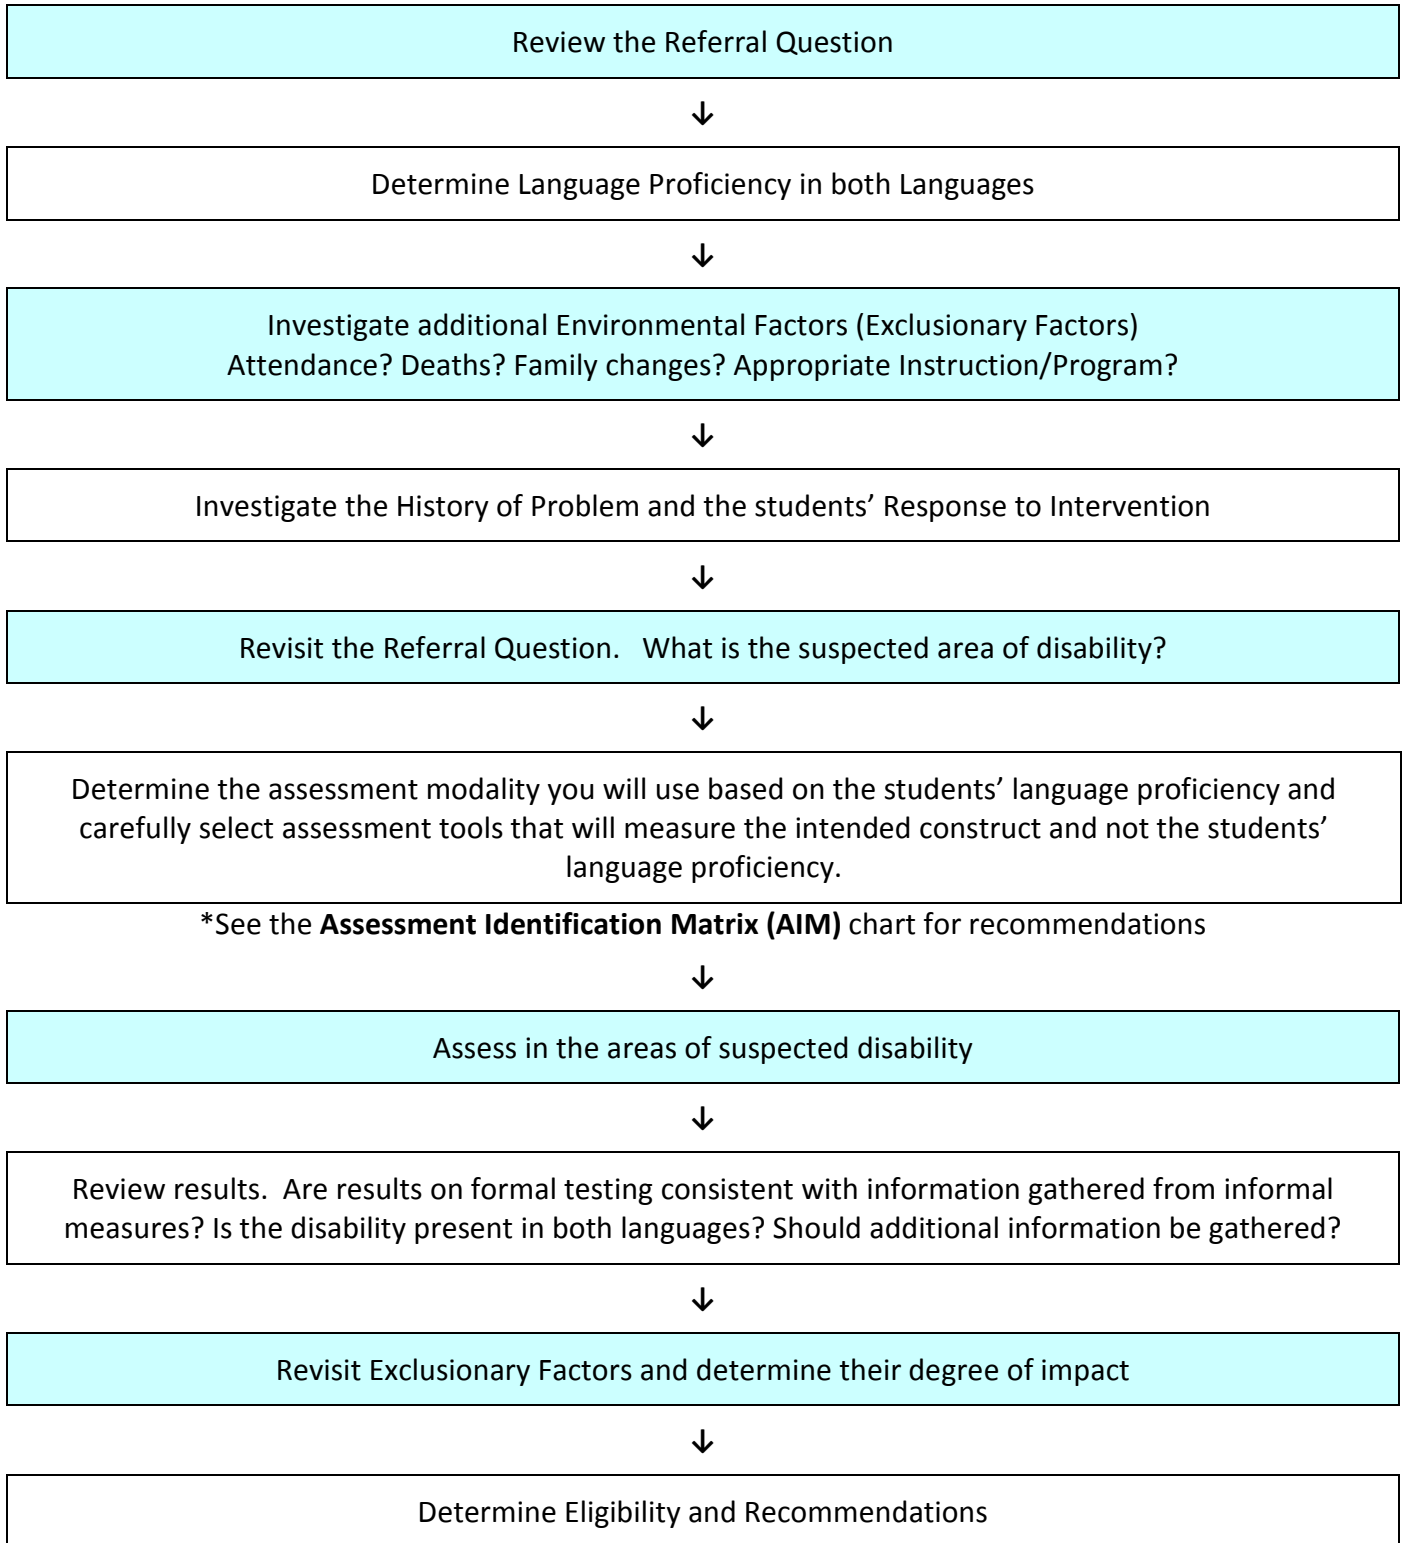 Review the Referral Question
↓
Determine Language Proficiency in both Languages
↓
Investigate additional Environmental Factors (Exclusionary Factors)
Attendance? Deaths? Family changes? Appropriate Instruction/Program?
↓
Investigate the History of Problem and the students’ Response to Intervention
↓
Revisit the Referral Question.   What is the suspected area of disability?
↓
Determine the assessment modality you will use based on the students’ language proficiency and
carefully select assessment tools that will measure the intended construct and not the students’
language proficiency.
*See the Assessment Identification Matrix (AIM) chart for recommendations
↓
Assess in the areas of suspected disability
↓
Review results.  Are results on formal testing consistent with information gathered from informal
measures? Is the disability present in both languages? Should additional information be gathered?
↓
Revisit Exclusionary Factors and determine their degree of impact
↓
Determine Eligibility and Recommendations